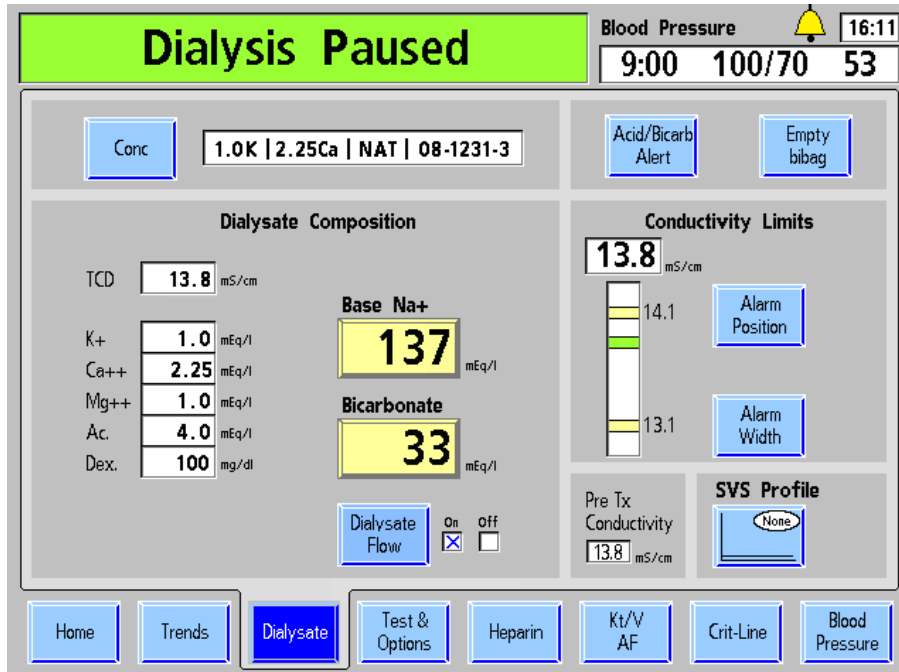 Dialysis Paused
Blood Pressure
16:11
9:00 100/70 53
Conc
1.0K | 2.25Ca | NAT | 08-1231-3
Acid/Bicarb
Alert
Empty
bibag
Dialysate Composition
TCD 13.8 mS/cm
K+ 1.0 mEq/l
Ca++ 2.25 mEq/l
Mg++ 1.0 mEq/l
Ac. 4.0 mEq/l
Dex. 100 mg/dl
Base Na+
137 mEq/l
Bicarbonate
33 mEq/l
Dialysate
Flow
On Off
Conductivity Limits
13.8 mS/cm
14.1
13.1
Alarm
Position
Alarm
Width
Pre Tx
Conductivity
13.8 mS/cm
SVS Profile
None
Home
Trends
Dialysate
Test &
Options
Heparin
Kt/V
AF
Crit-Line
Blood
Pressure